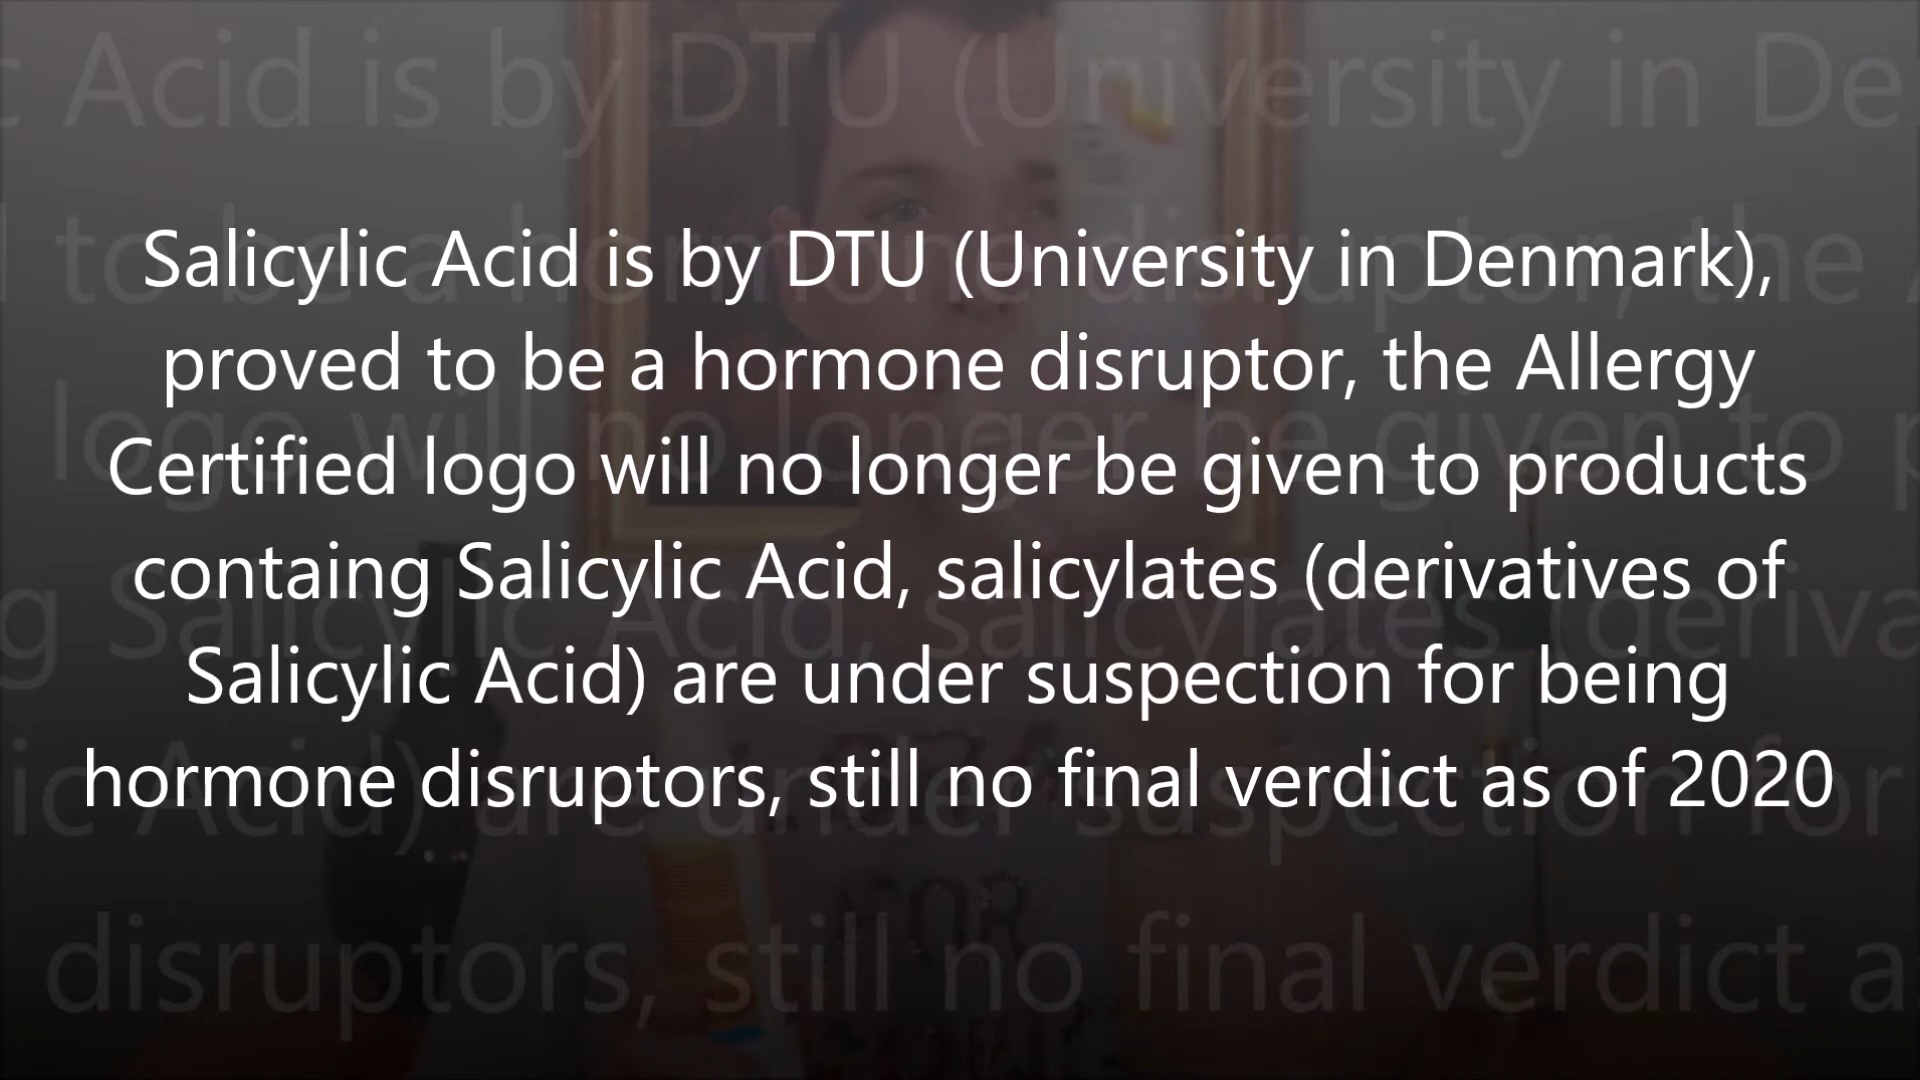 Salicylic Acid is by DTU (University in Denmark),
proved to be a hormone disruptor, the Allergy
Certified logo will no longer be given to products
containg Salicylic Acid, salicylates (derivatives of
Salicylic Acid) are under suspection for being
hormone disruptors, still no final verdict as of 2020